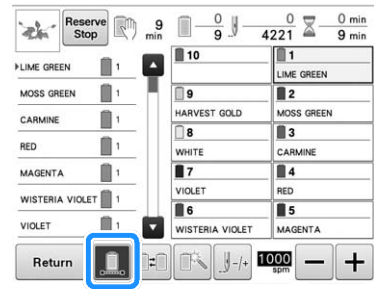 Reserve Stop 9 min 0 9 0 4221 0 min 9 min
LIME GREEN 1
MOSS GREEN 1
CARMINE 1
RED 1
MAGENTA 1
WISTERIA VIOLET 1
VIOLET 1
10
1 LIME GREEN
9 HARVEST GOLD
2 MOSS GREEN
8 WHITE
3 CARMINE
7 VIOLET
4 RED
6 WISTERIA VIOLET
5 MAGENTA
Return -/+ 1000 spm − +